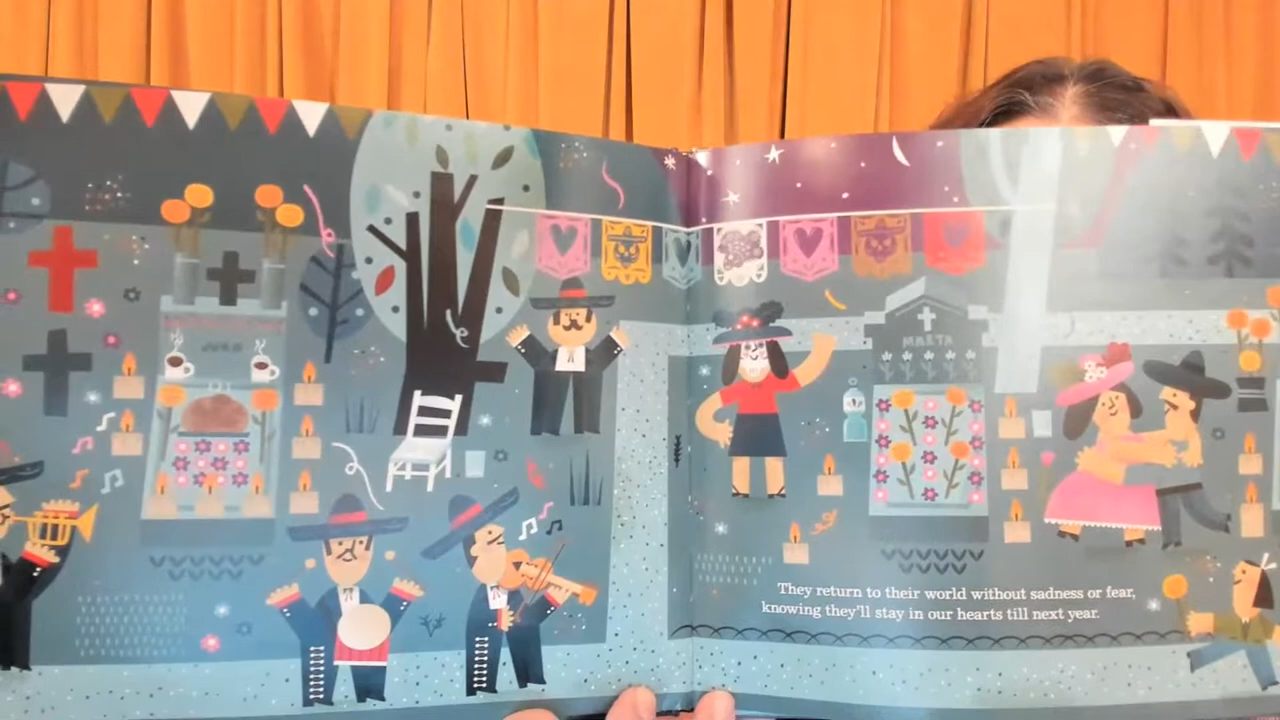 MARTA
They return to their world without sadness or fear,
knowing they'll stay in our hearts till next year.